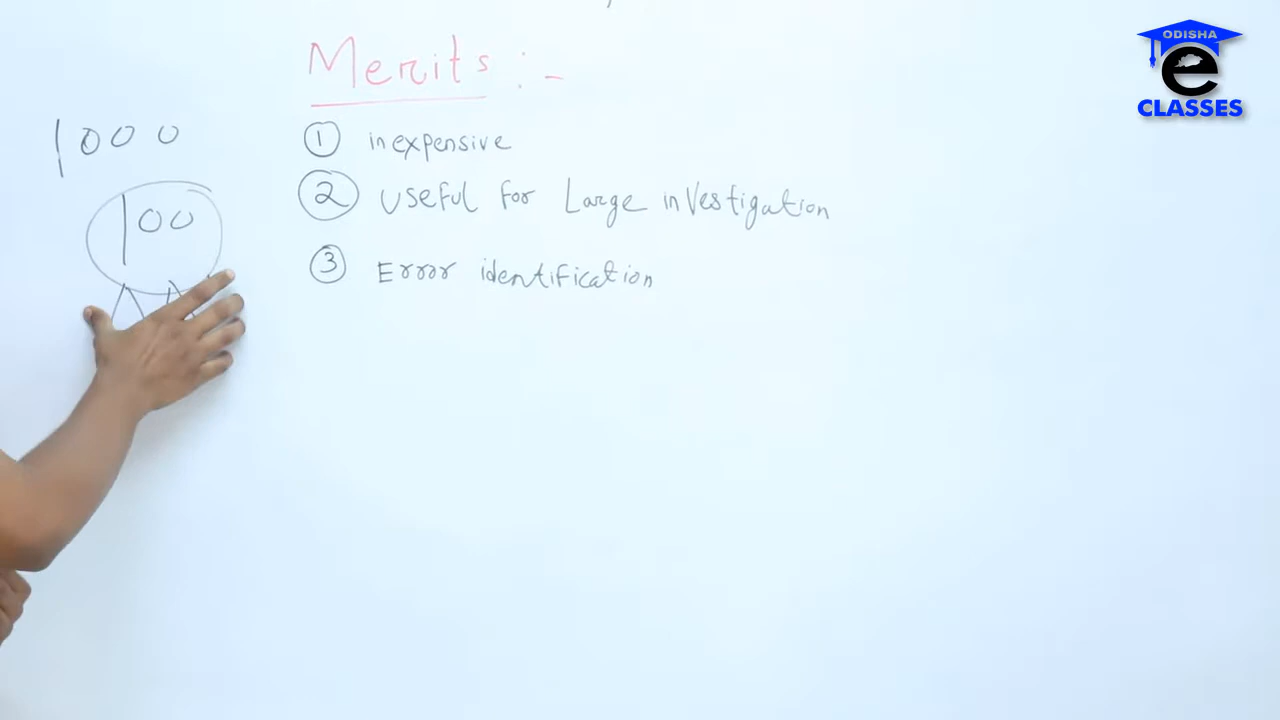 Merits :-
1000
① inexpensive
② Useful for Large investigation
100
③ Error identification
ODISHA
e
CLASSES